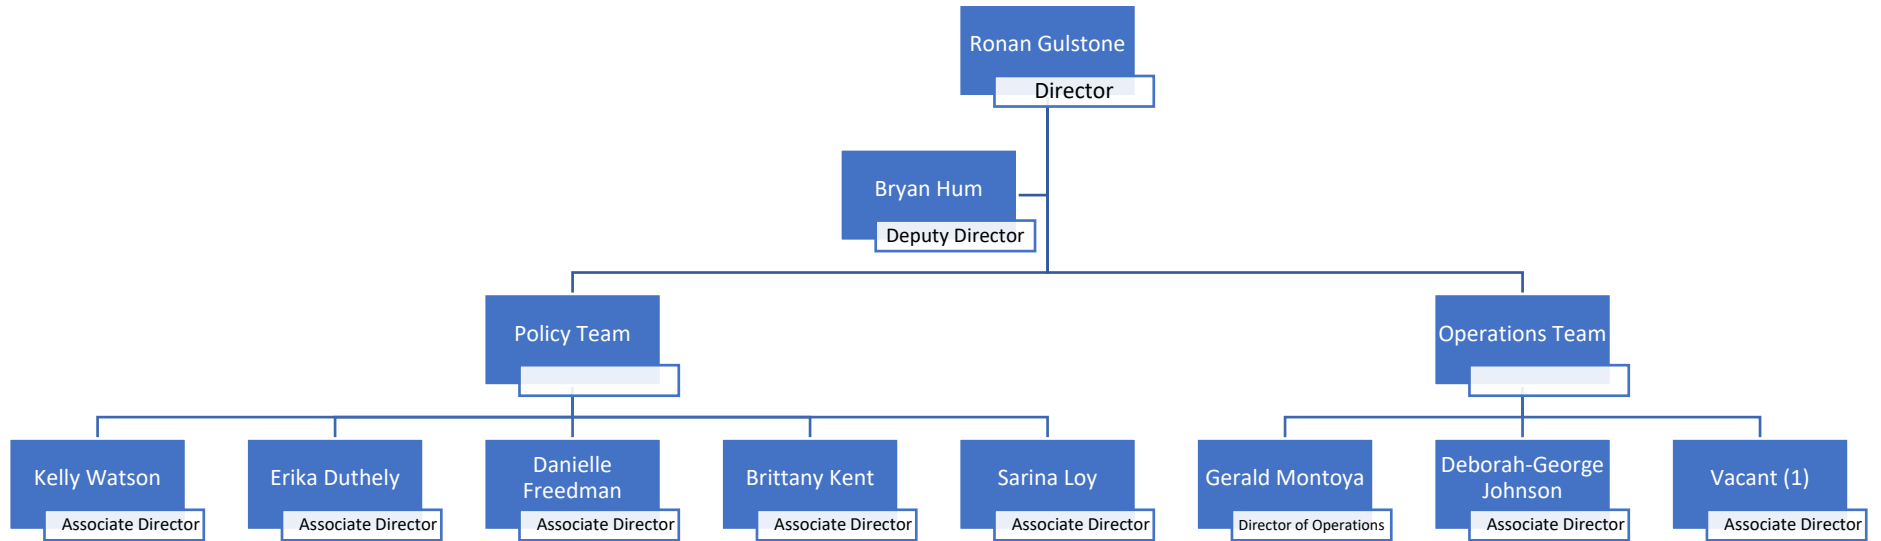 Ronan Gulstone
Director
Bryan Hum
Deputy Director
Policy Team
Operations Team
Kelly Watson
Associate Director
Erika Duthely
Associate Director
Danielle
Freedman
Associate Director
Brittany Kent
Associate Director
Sarina Loy
Associate Director
Gerald Montoya
Director of Operations
Deborah-George
Johnson
Associate Director
Vacant (1)
Associate Director